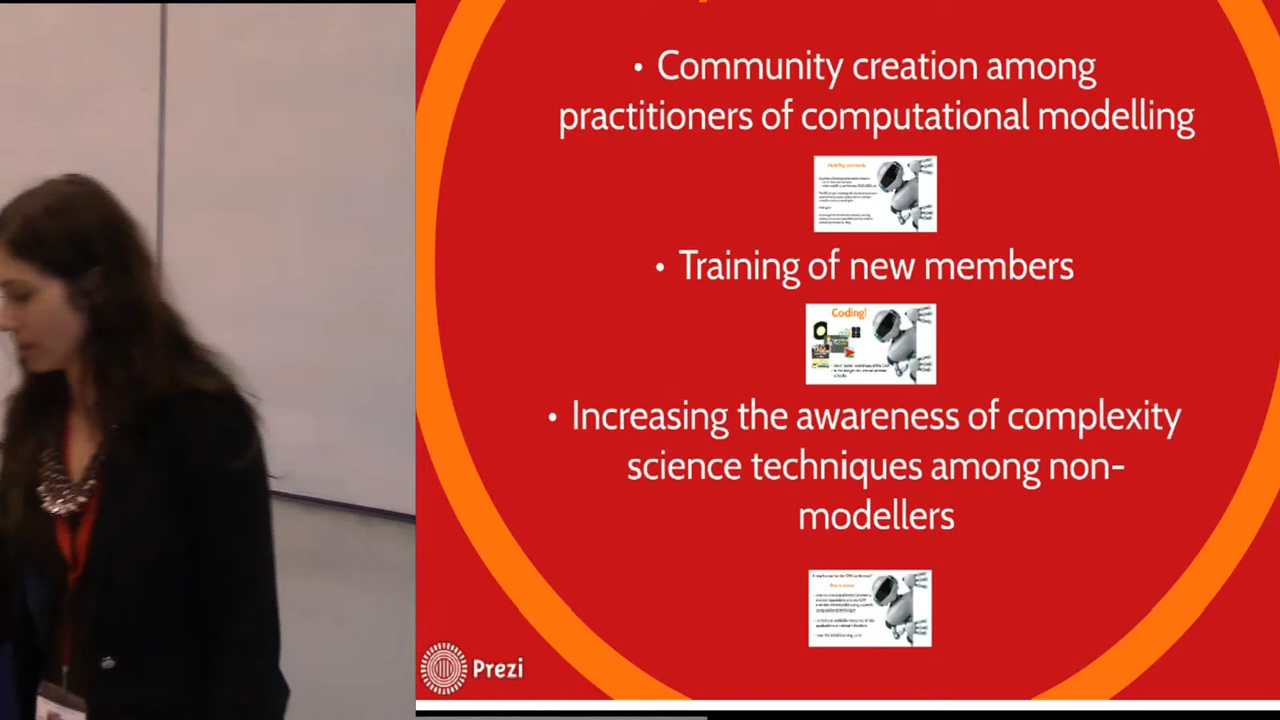 • Community creation among
practitioners of computational modelling
• Training of new members
Coding!
• Increasing the awareness of complexity
science techniques among non-
modellers
Prezi